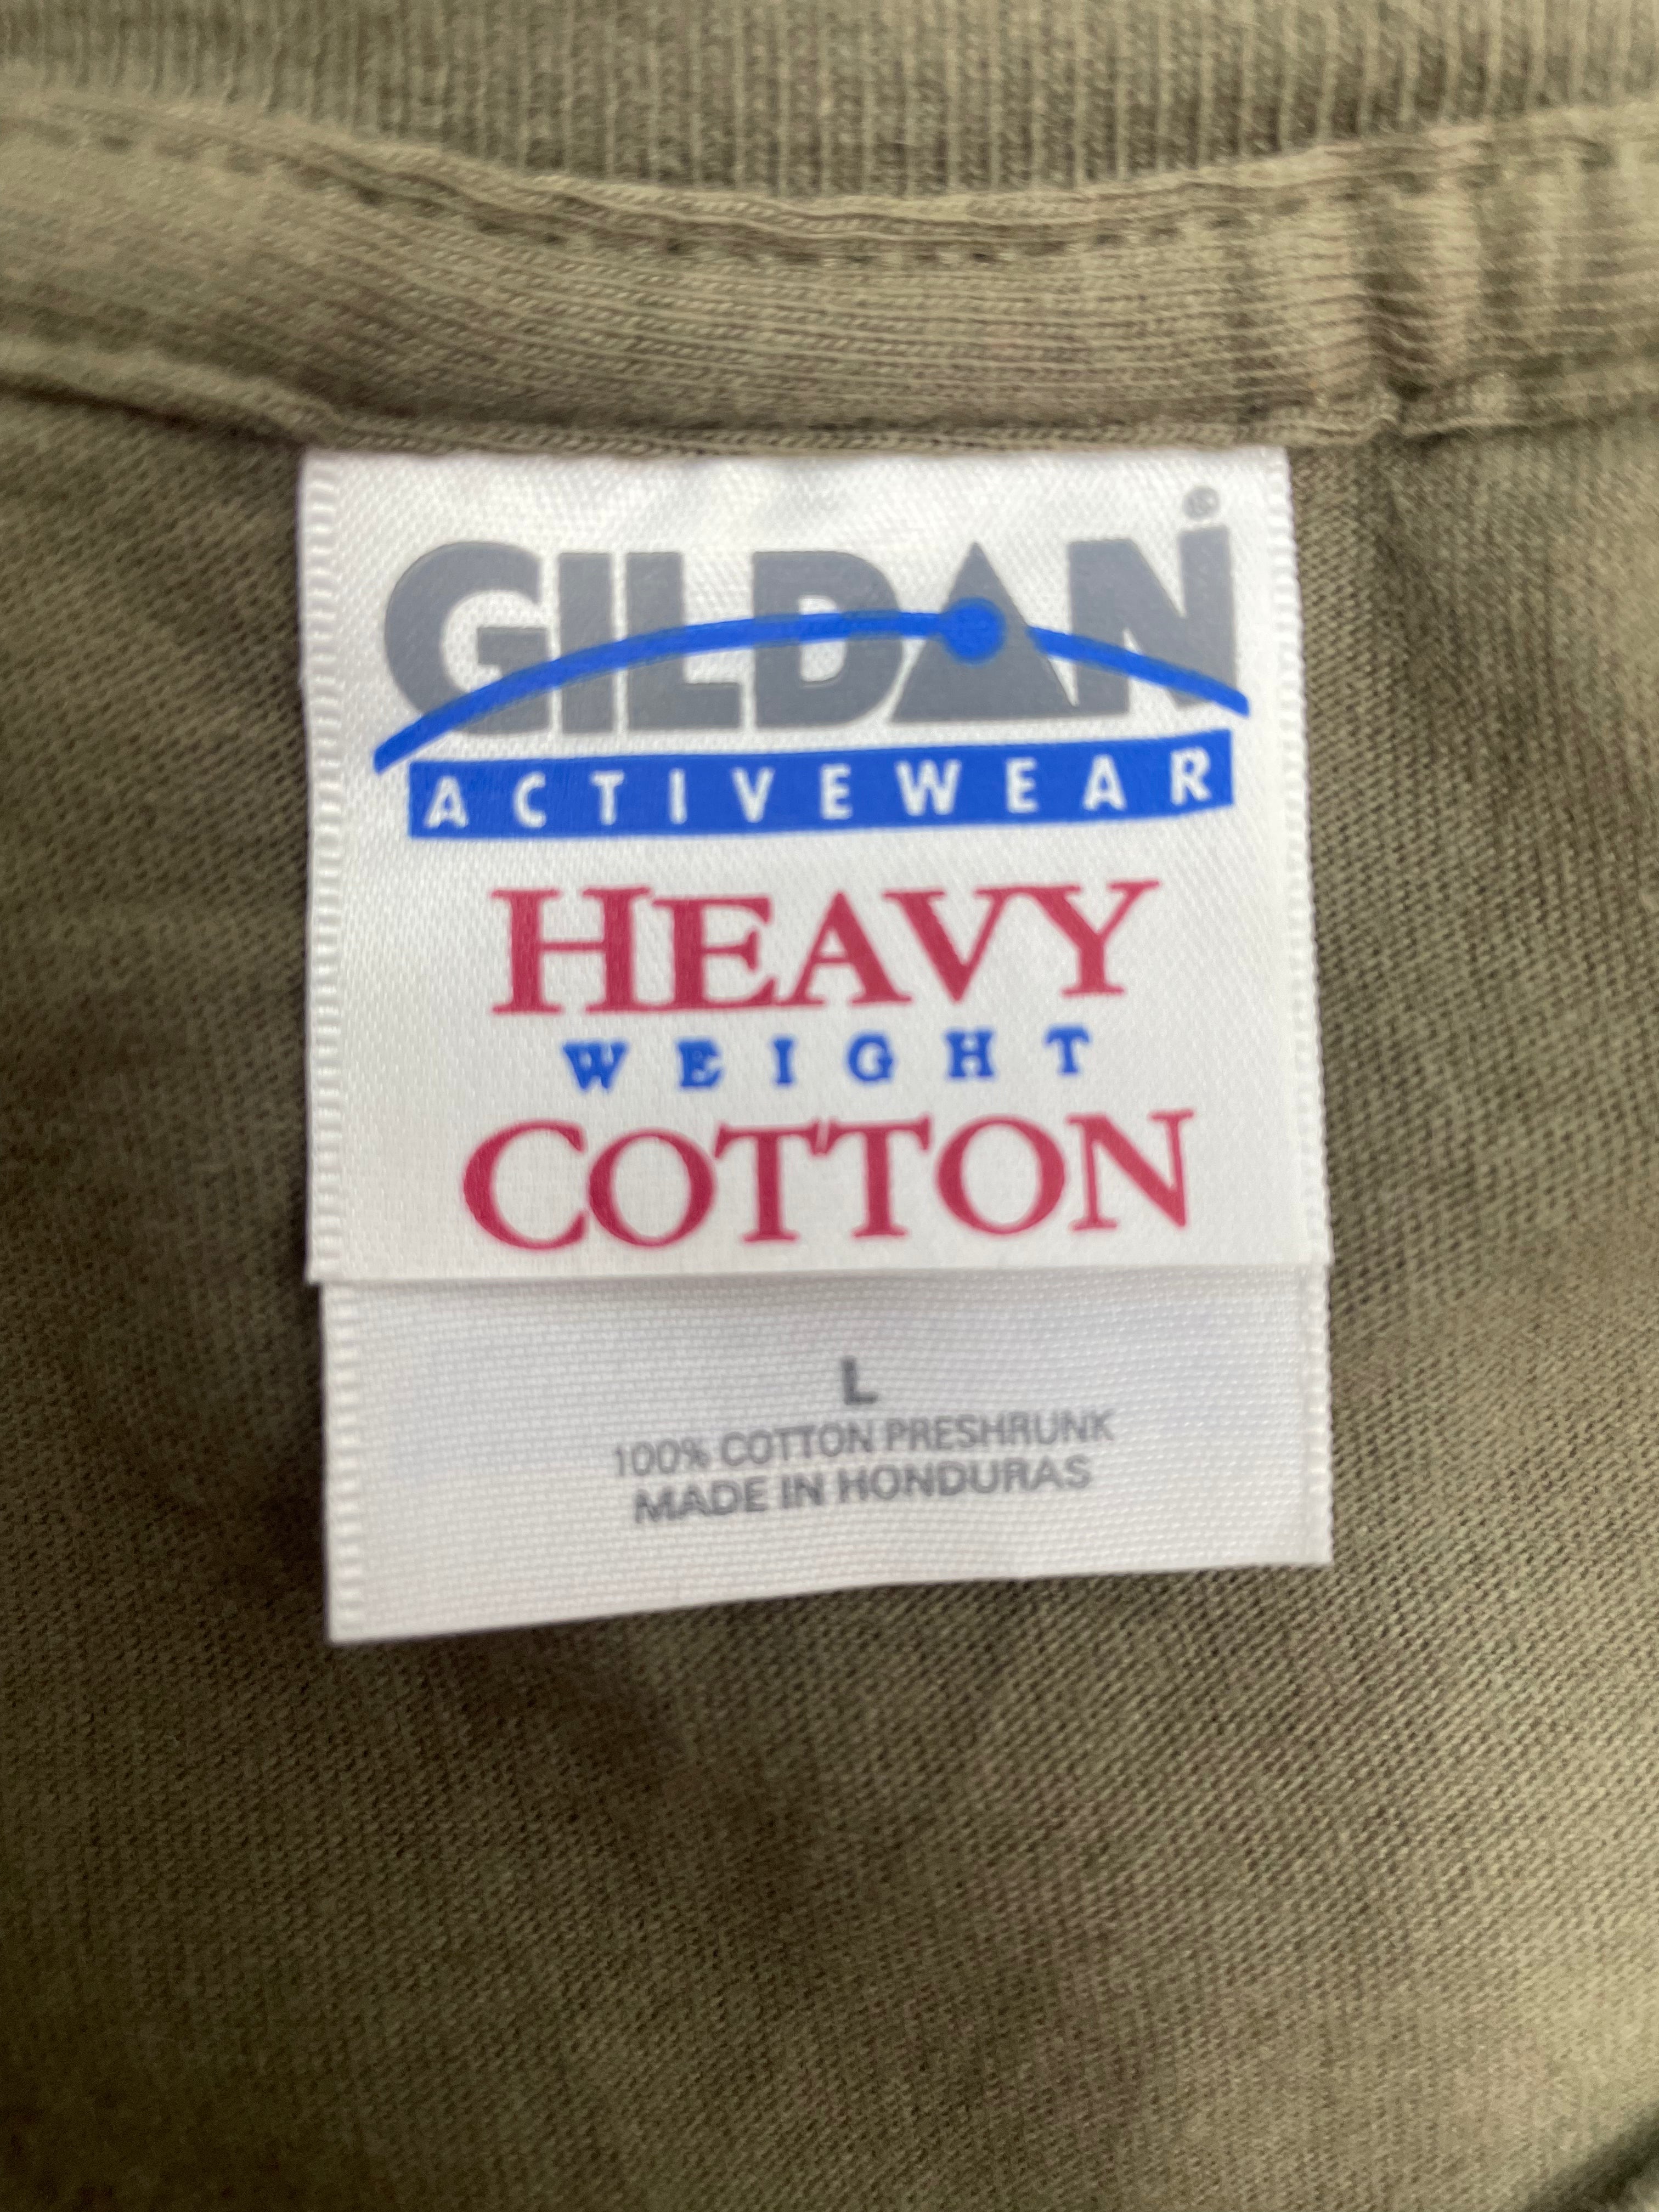 GILDAN®
ACTIVEWEAR
HEAVY
WEIGHT
COTTON
L
100% COTTON PRESHRUNK
MADE IN HONDURAS